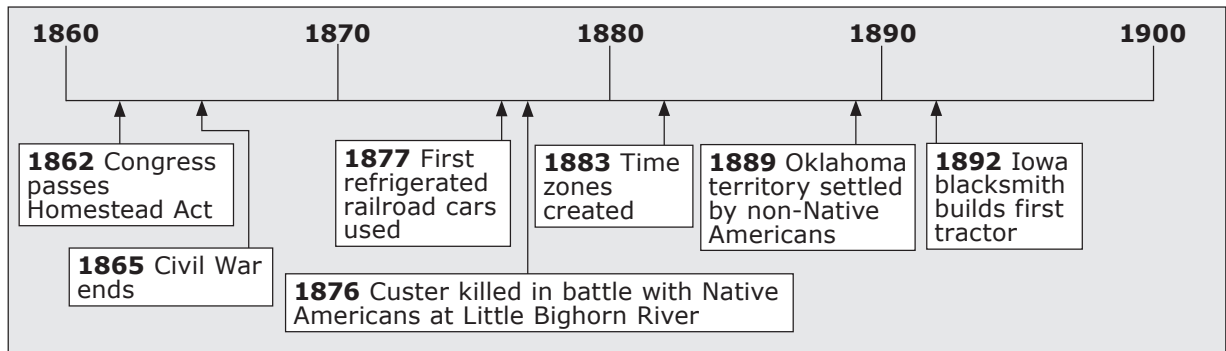 1860 1870 1880 1890 1900
1862 Congress
passes
Homestead Act
1865 Civil War
ends
1877 First
refrigerated
railroad cars
used
1876 Custer killed in battle with Native
Americans at Little Bighorn River
1883 Time
zones
created
1889 Oklahoma
territory settled
by non-Native
Americans
1892 Iowa
blacksmith
builds first
tractor